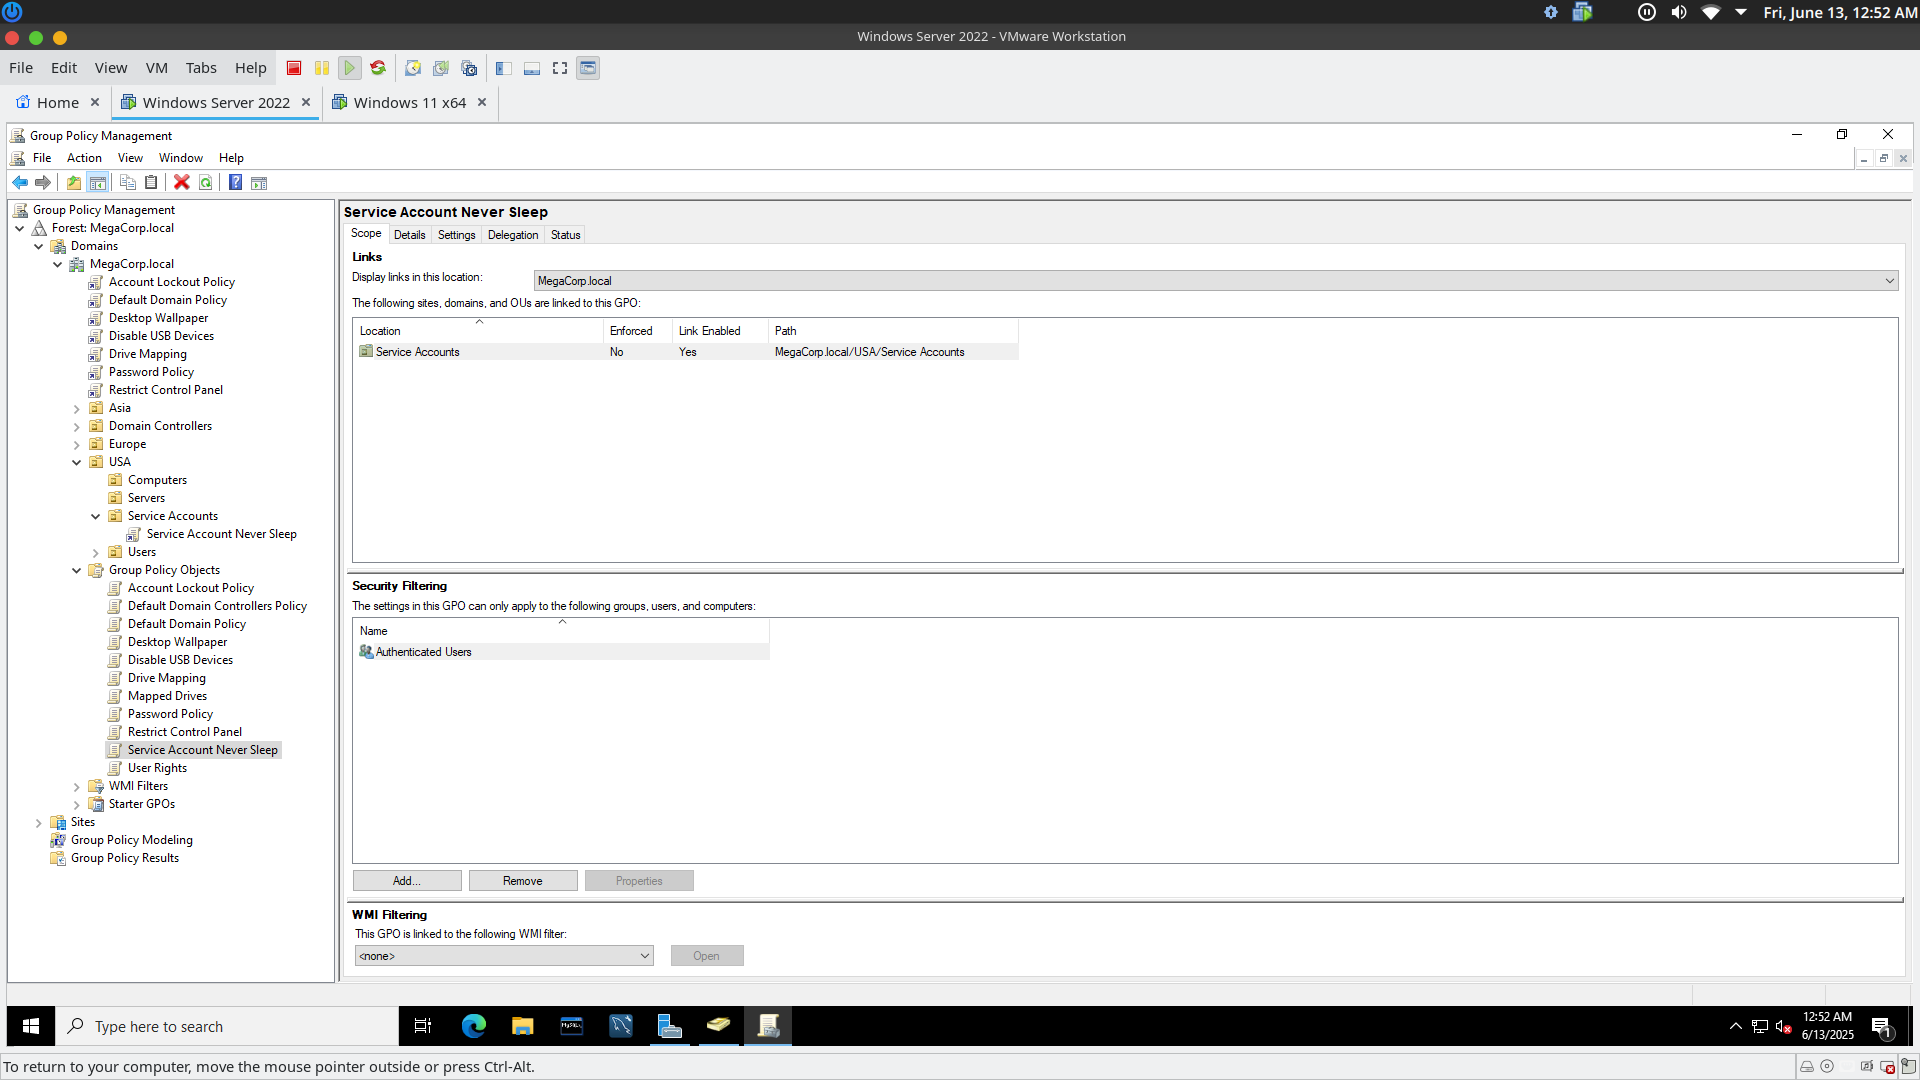 Fri, June 13, 12:52 AM
Windows Server 2022 - VMware Workstation
File Edit View VM Tabs Help
Home Windows Server 2022 Windows 11 x64
Group Policy Management
File Action View Window Help
Group Policy Management
Forest: MegaCorp.local
Domains
MegaCorp.local
Account Lockout Policy
Default Domain Policy
Desktop Wallpaper
Disable USB Devices
Drive Mapping
Password Policy
Restrict Control Panel
Asia
Domain Controllers
Europe
USA
Computers
Servers
Service Accounts
Service Account Never Sleep
Users
Group Policy Objects
Account Lockout Policy
Default Domain Controllers Policy
Default Domain Policy
Desktop Wallpaper
Disable USB Devices
Drive Mapping
Mapped Drives
Password Policy
Restrict Control Panel
Service Account Never Sleep
User Rights
WMI Filters
Starter GPOs
Sites
Group Policy Modeling
Group Policy Results
Service Account Never Sleep
Scope Details Settings Delegation Status
Links
Display links in this location: MegaCorp.local
The following sites, domains, and OUs are linked to this GPO:
Location Enforced Link Enabled Path
Service Accounts No Yes MegaCorp.local/USA/Service Accounts
Security Filtering
The settings in this GPO can only apply to the following groups, users, and computers:
Name
Authenticated Users
Add... Remove Properties
WMI Filtering
This GPO is linked to the following WMI filter:
<none> Open
Type here to search
MySQL
12:52 AM
6/13/2025
1
To return to your computer, move the mouse pointer outside or press Ctrl-Alt.